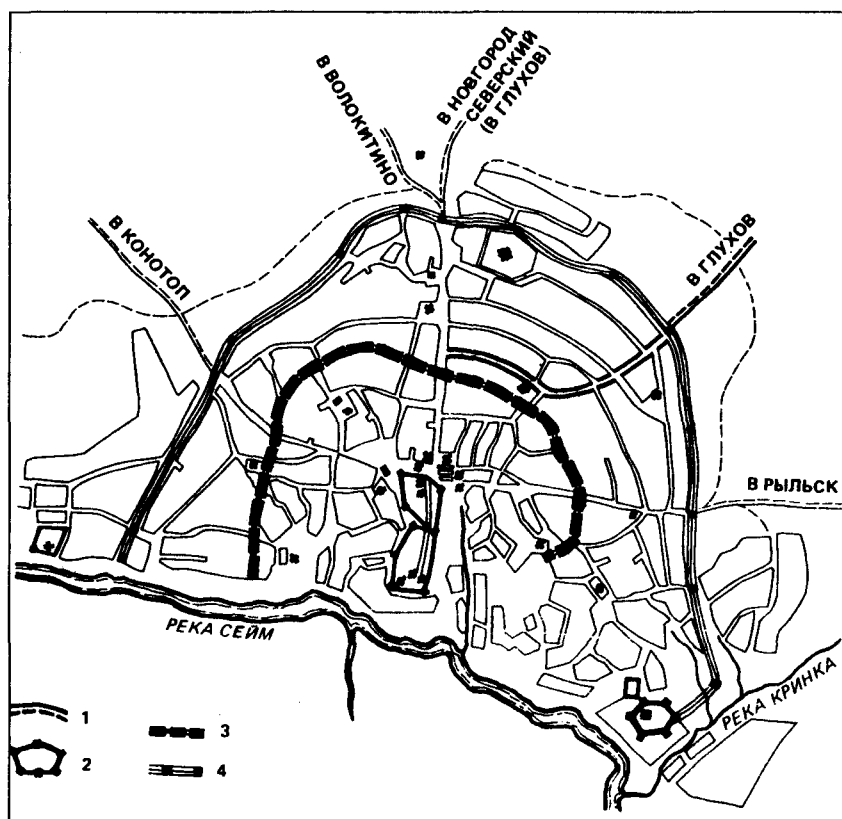 В ВОЛОКИТИНО
В НОВГОРОД
СЕВЕРСКИЙ
(В ГЛУХОВ)
В КОНОТОП
В ГЛУХОВ
В РЫЛЬСК
РЕКА СЕЙМ
РЕКА КРИНКА
1
2
3
4